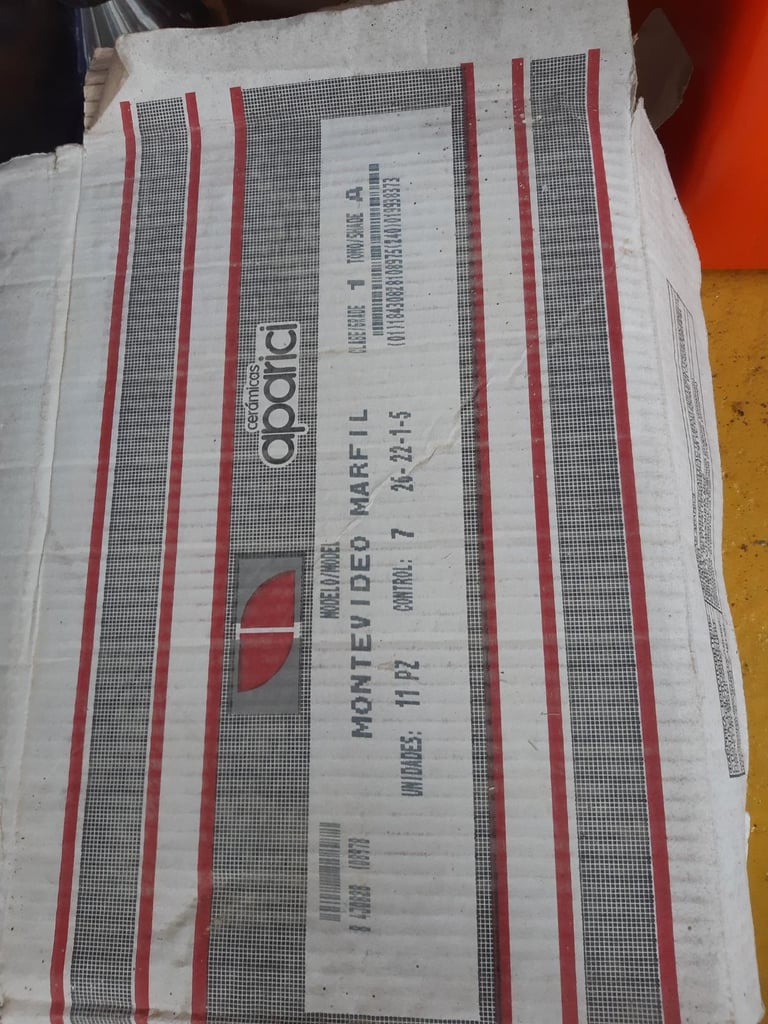 cerámicas
aparici
MODELO/MODEL
MONTEVIDEO MARFIL
CLASE/GRADE 1 TONO/SHADE A
UNIDADES: 11 PZ CONTROL: 7 26-22-1-5